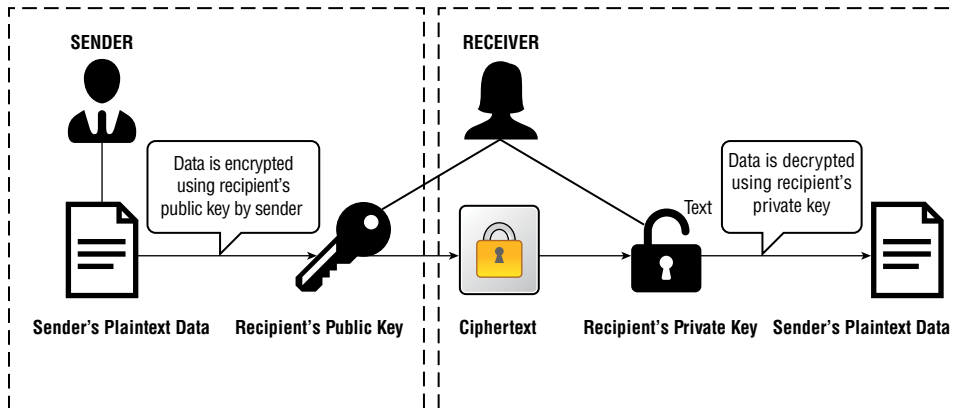 SENDER
RECEIVER
Data is encrypted
using recipient's
public key by sender
Data is decrypted
using recipient's
private key
Text
Sender's Plaintext Data
Recipient's Public Key
Ciphertext
Recipient's Private Key
Sender's Plaintext Data